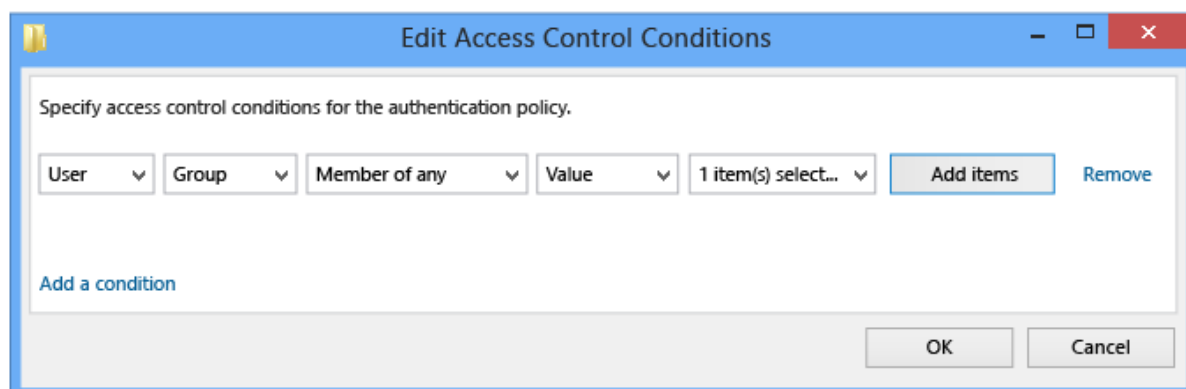 Edit Access Control Conditions
Specify access control conditions for the authentication policy.
User Group Member of any Value 1 item(s) select... Add items Remove
Add a condition
OK Cancel